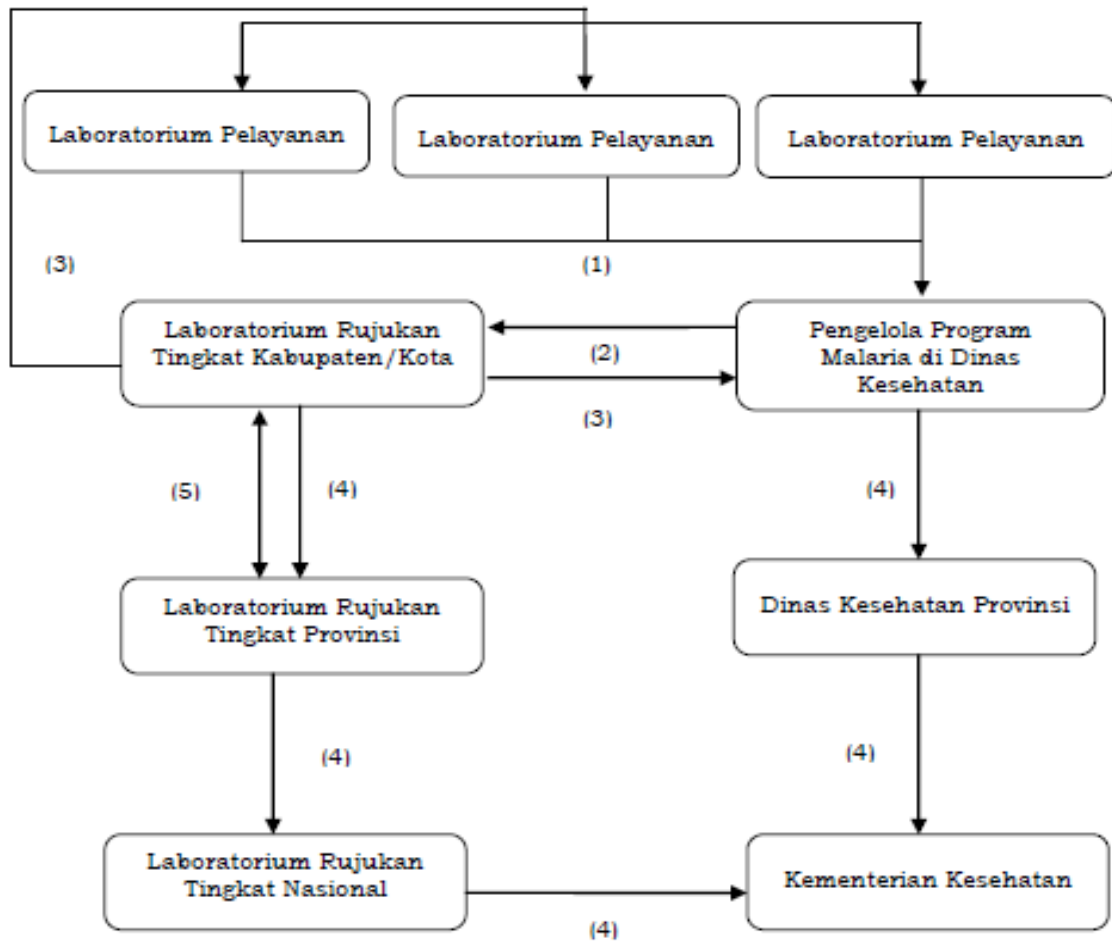 Laboratorium Pelayanan
Laboratorium Pelayanan
Laboratorium Pelayanan
(3)
(1)
Laboratorium Rujukan
Tingkat Kabupaten/Kota
(2)
(3)
Pengelola Program
Malaria di Dinas
Kesehatan
(5)
(4)
(4)
Laboratorium Rujukan
Tingkat Provinsi
Dinas Kesehatan Provinsi
(4)
(4)
Laboratorium Rujukan
Tingkat Nasional
Kementerian Kesehatan
(4)